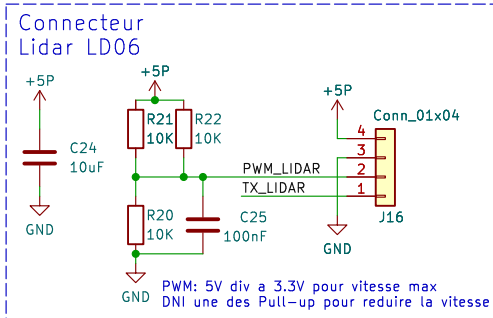 Connecteur
Lidar LD06
+5P
+5P
+5P
R21
10K
R22
10K
Conn_01x04
C24
10uF
4
3
2
1
PWM_LIDAR
TX_LIDAR
R20
10K
C25
100nF
J16
GND
GND
GND
PWM: 5V div a 3.3V pour vitesse max
DNI une des Pull-up pour reduire la vitesse